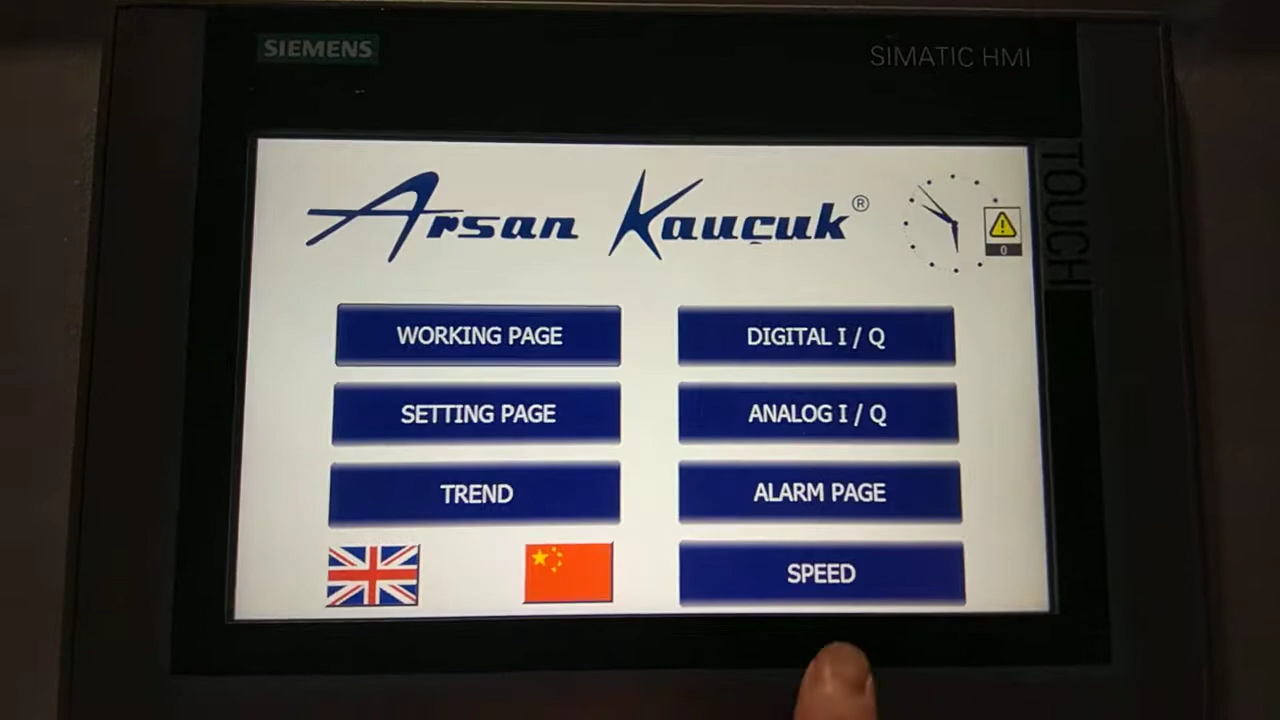 SIEMENS
SIMATIC HMI
TOUCH
Arsan Kauçuk®
0
WORKING PAGE
DIGITAL I / Q
SETTING PAGE
ANALOG I / Q
TREND
ALARM PAGE
SPEED